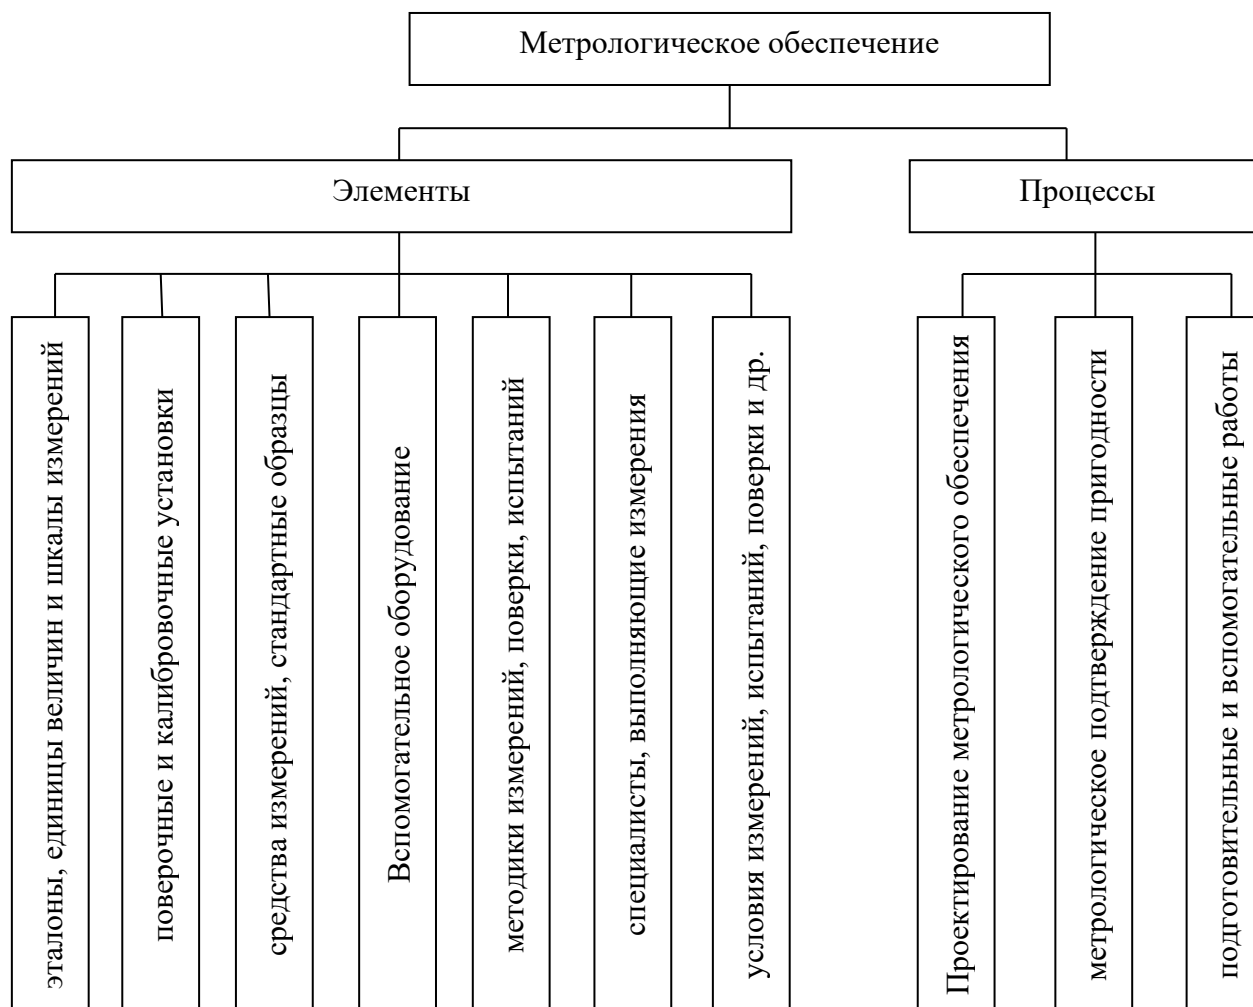 Метрологическое обеспечение
Элементы
Процессы
эталоны, единицы величин и шкалы измерений
поверочные и калибровочные установки
средства измерений, стандартные образцы
Вспомогательное оборудование
методики измерений, поверки, испытаний
специалисты, выполняющие измерения
условия измерений, испытаний, поверки и др.
Проектирование метрологического обеспечения
метрологическое подтверждение пригодности
подготовительные и вспомогательные работы